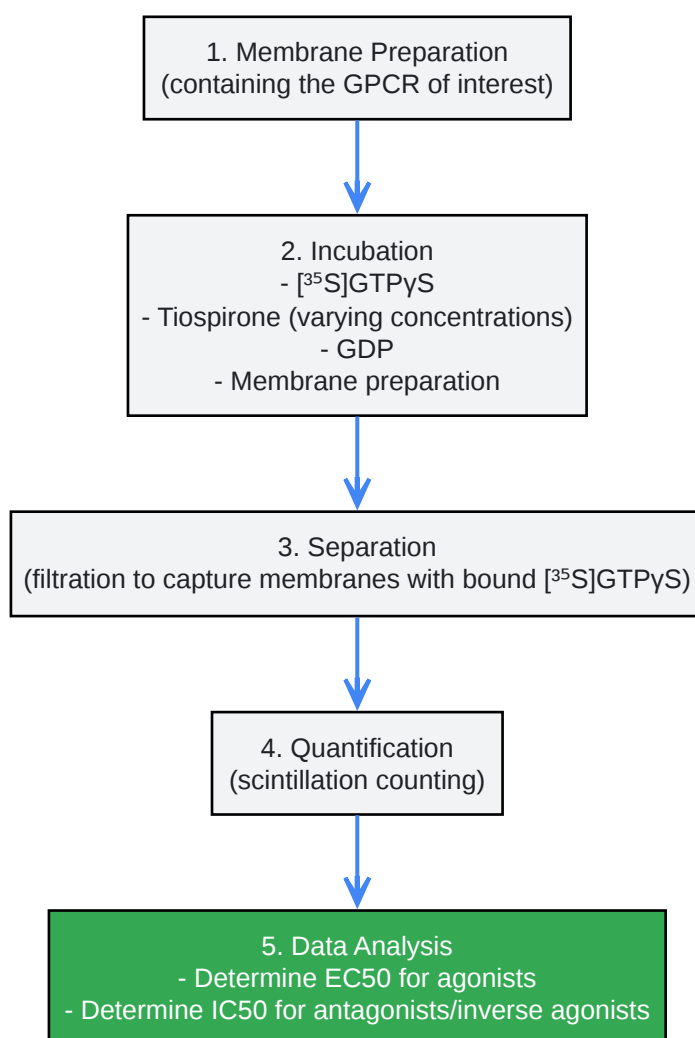 1. Membrane Preparation
(containing the GPCR of interest)
2. Incubation
- [³⁵S]GTPγS
- Tiospirone (varying concentrations)
- GDP
- Membrane preparation
3. Separation
(filtration to capture membranes with bound [³⁵S]GTPγS)
4. Quantification
(scintillation counting)
5. Data Analysis
- Determine EC50 for agonists
- Determine IC50 for antagonists/inverse agonists